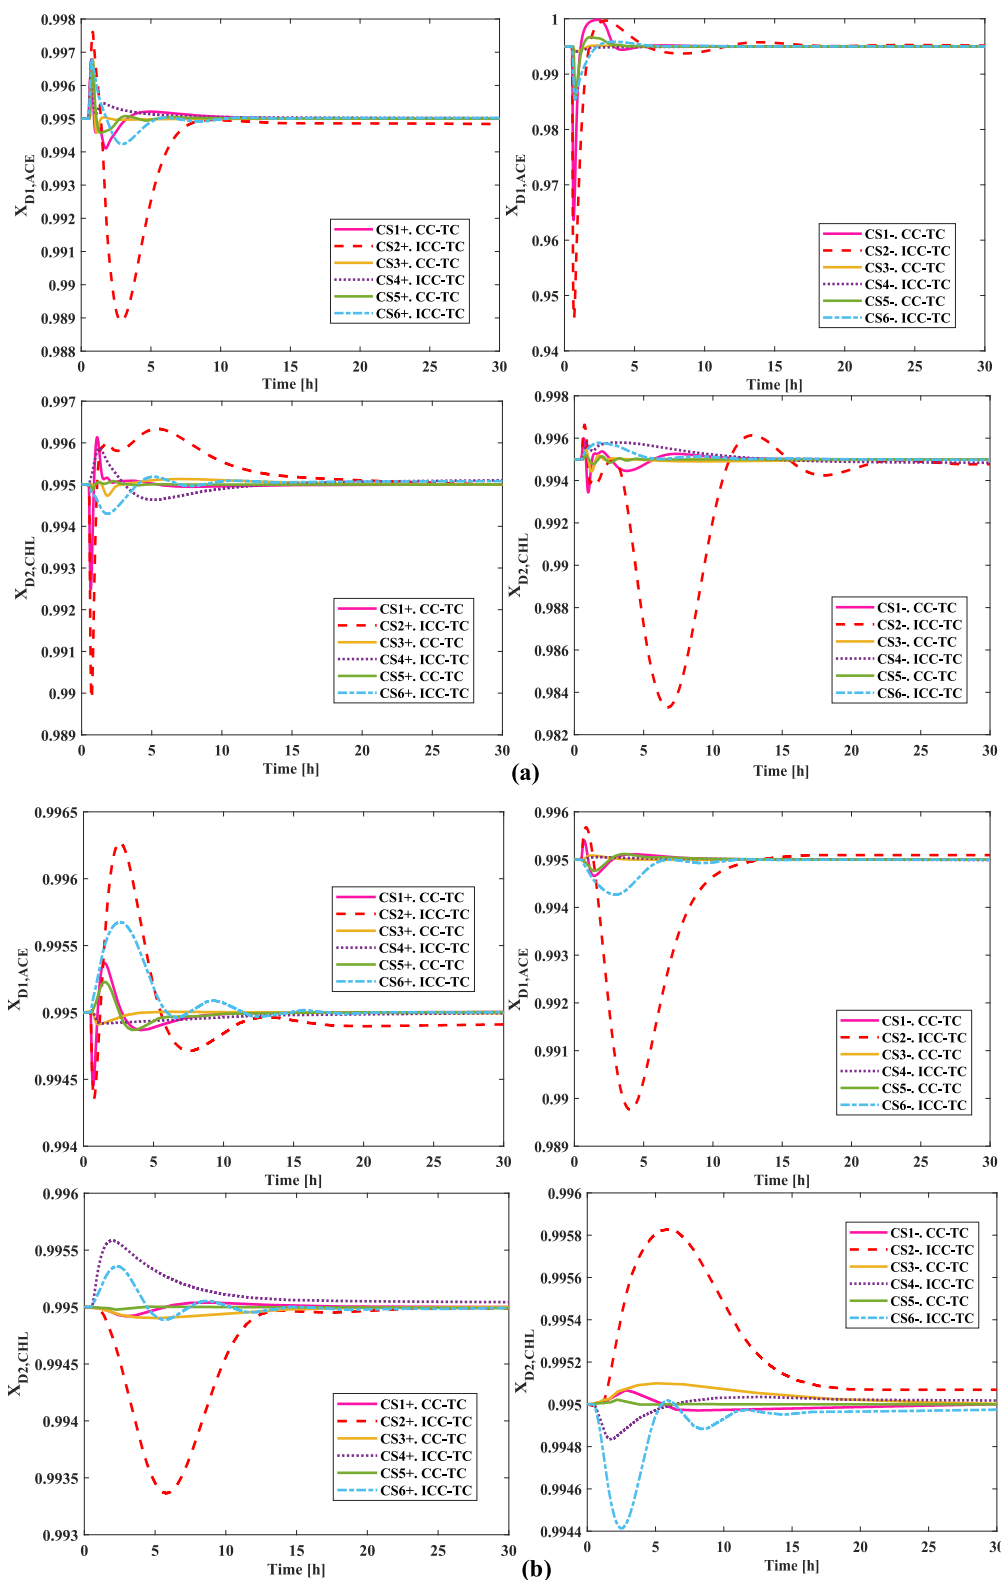 0.998
0.997
0.996
0.995
0.994
0.993
0.992
0.991
0.99
0.989
0.988
0 5 10 15 20 25 30
X_D1,ACE
Time [h]
CS1+. CC-TC
CS2+. ICC-TC
CS3+. CC-TC
CS4+. ICC-TC
CS5+. CC-TC
CS6+. ICC-TC
1
0.99
0.98
0.97
0.96
0.95
0.94
0 5 10 15 20 25 30
X_D1,ACE
Time [h]
CS1-. CC-TC
CS2-. ICC-TC
CS3-. CC-TC
CS4-. ICC-TC
CS5-. CC-TC
CS6-. ICC-TC
0.997
0.996
0.995
0.994
0.993
0.992
0.991
0.99
0.989
0 5 10 15 20 25 30
X_D2,CHL
Time [h]
CS1+. CC-TC
CS2+. ICC-TC
CS3+. CC-TC
CS4+. ICC-TC
CS5+. CC-TC
CS6+. ICC-TC
0.998
0.996
0.994
0.992
0.99
0.988
0.986
0.984
0.982
0 5 10 15 20 25 30
X_D2,CHL
Time [h]
CS1-. CC-TC
CS2-. ICC-TC
CS3-. CC-TC
CS4-. ICC-TC
CS5-. CC-TC
CS6-. ICC-TC
(a)
0.9965
0.996
0.9955
0.995
0.9945
0.994
0 5 10 15 20 25 30
X_D1,ACE
Time [h]
CS1+. CC-TC
CS2+. ICC-TC
CS3+. CC-TC
CS4+. ICC-TC
CS5+. CC-TC
CS6+. ICC-TC
0.996
0.995
0.994
0.993
0.992
0.991
0.99
0.989
0 5 10 15 20 25 30
X_D1,ACE
Time [h]
CS1-. CC-TC
CS2-. ICC-TC
CS3-. CC-TC
CS4-. ICC-TC
CS5-. CC-TC
CS6-. ICC-TC
0.996
0.9955
0.995
0.9945
0.994
0.9935
0.993
0 5 10 15 20 25 30
X_D2,CHL
Time [h]
CS1+. CC-TC
CS2+. ICC-TC
CS3+. CC-TC
CS4+. ICC-TC
CS5+. CC-TC
CS6+. ICC-TC
0.996
0.9958
0.9956
0.9954
0.9952
0.995
0.9948
0.9946
0.9944
0 5 10 15 20 25 30
X_D2,CHL
Time [h]
CS1-. CC-TC
CS2-. ICC-TC
CS3-. CC-TC
CS4-. ICC-TC
CS5-. CC-TC
CS6-. ICC-TC
(b)